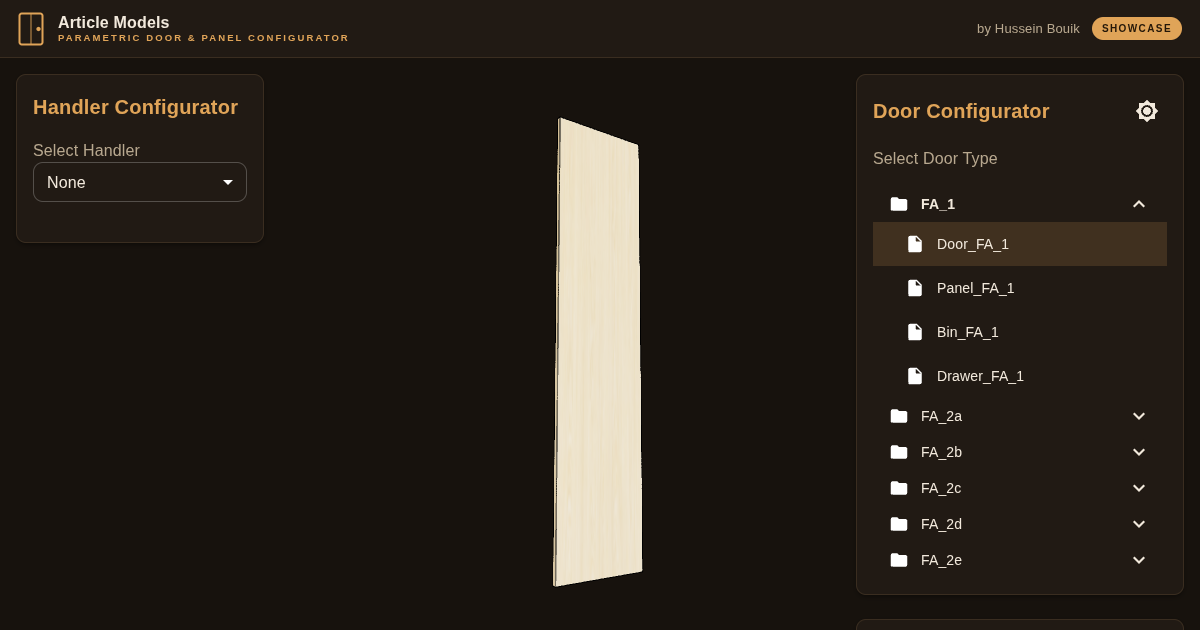 Article Models
PARAMETRIC DOOR & PANEL CONFIGURATOR
by Hussein Bouik
SHOWCASE
Handler Configurator
Select Handler
None
Door Configurator
Select Door Type
FA_1
Door_FA_1
Panel_FA_1
Bin_FA_1
Drawer_FA_1
FA_2a
FA_2b
FA_2c
FA_2d
FA_2e